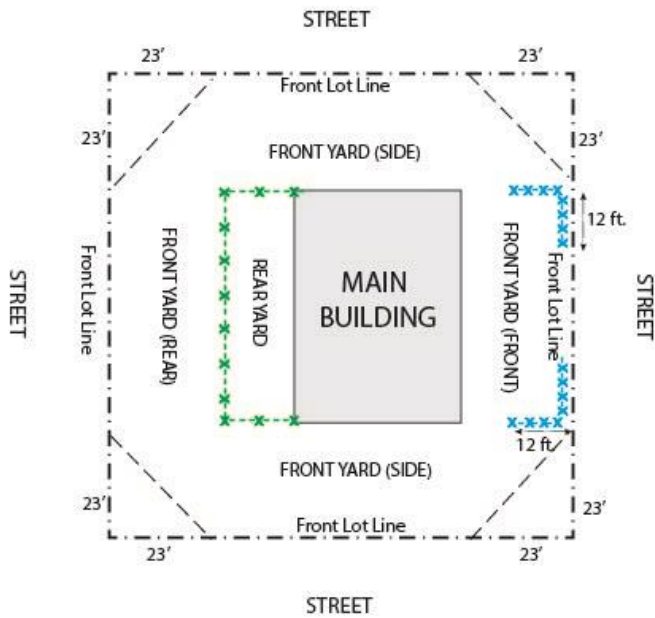 STREET
23'
23'
Front Lot Line
23'
23'
FRONT YARD (SIDE)
12 ft.
STREET
Front Lot Line
FRONT YARD (REAR)
REAR YARD
MAIN
BUILDING
FRONT YARD (FRONT)
Front Lot Line
STREET
12 ft.
FRONT YARD (SIDE)
23'
23'
Front Lot Line
23'
23'
STREET